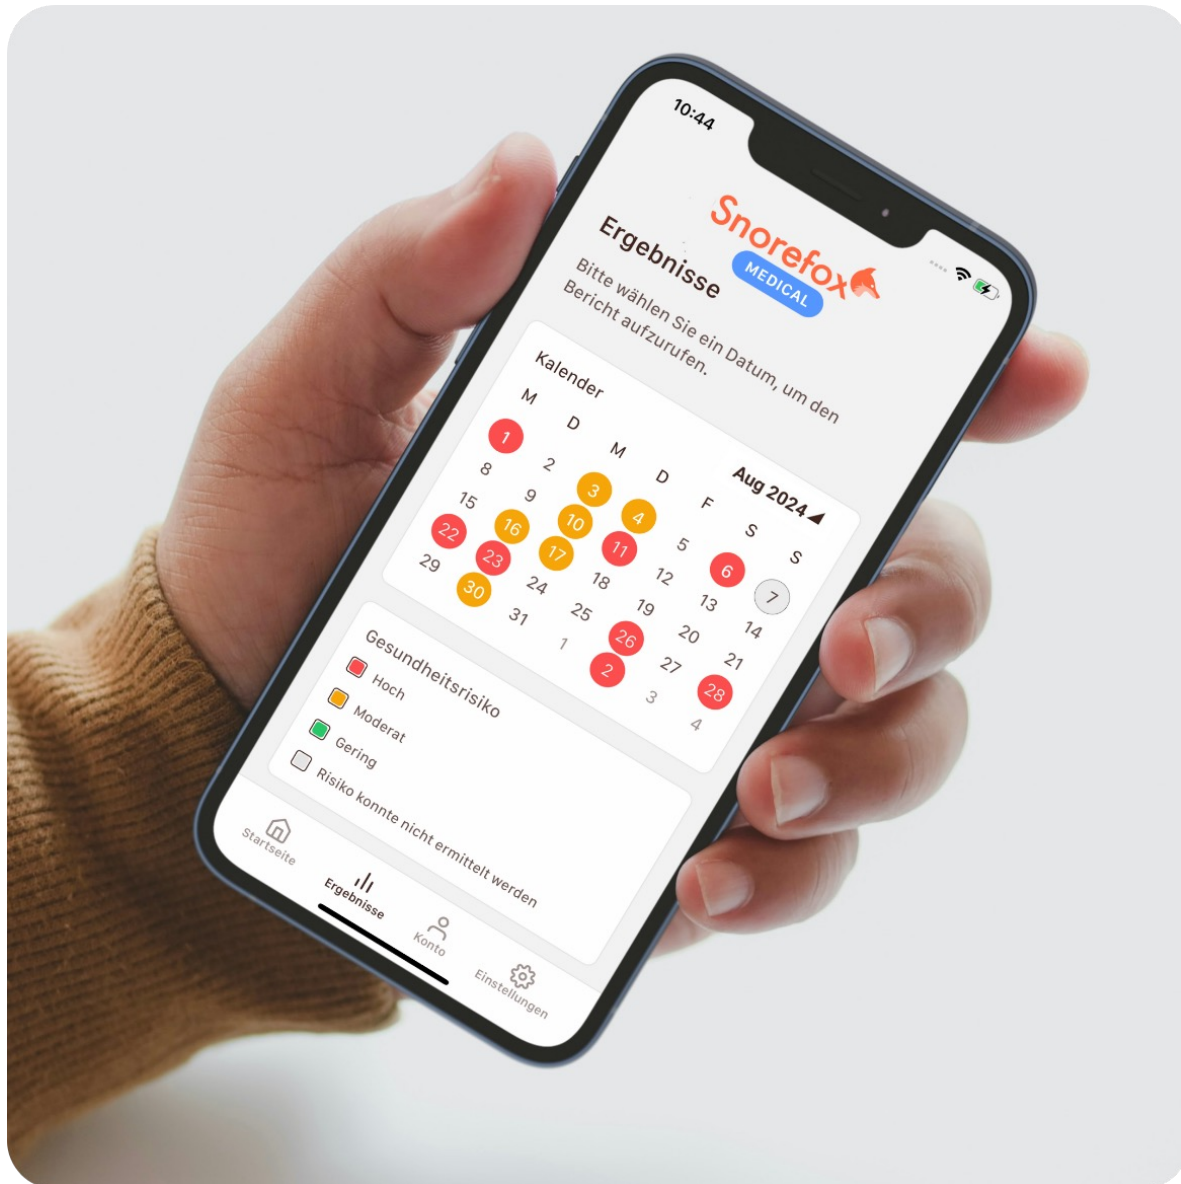 10:44
Snorefox
MEDICAL
Ergebnisse
Bitte wählen Sie ein Datum, um den
Bericht aufzurufen.
Kalender
Aug 2024
M D M D F S S
1 2 3 4 5 6 7
8 9 10 11 12 13 14
15 16 17 18 19 20 21
22 23 24 25 26 27 28
29 30 31 1 2 3 4
Gesundheitsrisiko
Hoch
Moderat
Gering
Risiko konnte nicht ermittelt werden
Startseite
Ergebnisse
Konto
Einstellungen